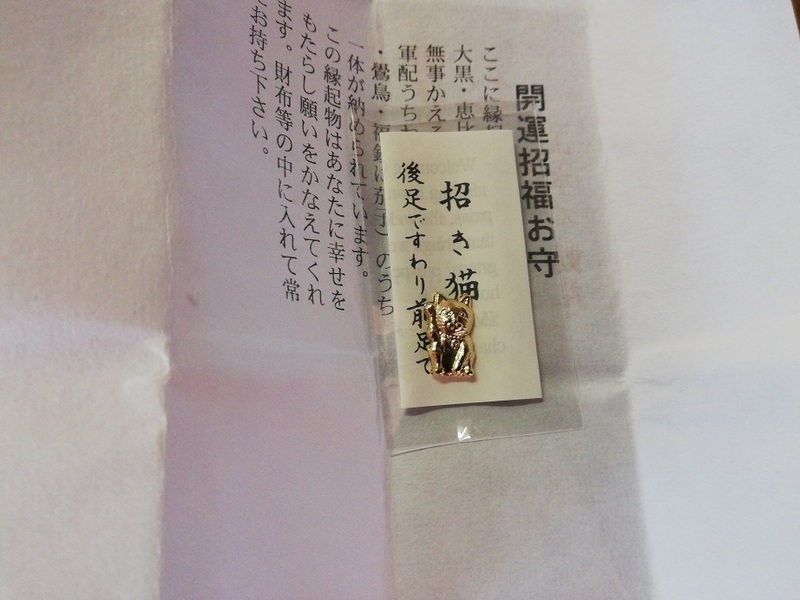 開運招福お守
ここに縁起
大黒・恵比
無事かえる
軍配うちわ
・鷽鳥・福銭
のうち
一体が納められています。
この縁起物はあなたに幸せを
もたらし願いをかなえてくれ
ます。財布等の中に入れて常
にお持ち下さい。
招き猫
後足ですわり前足で